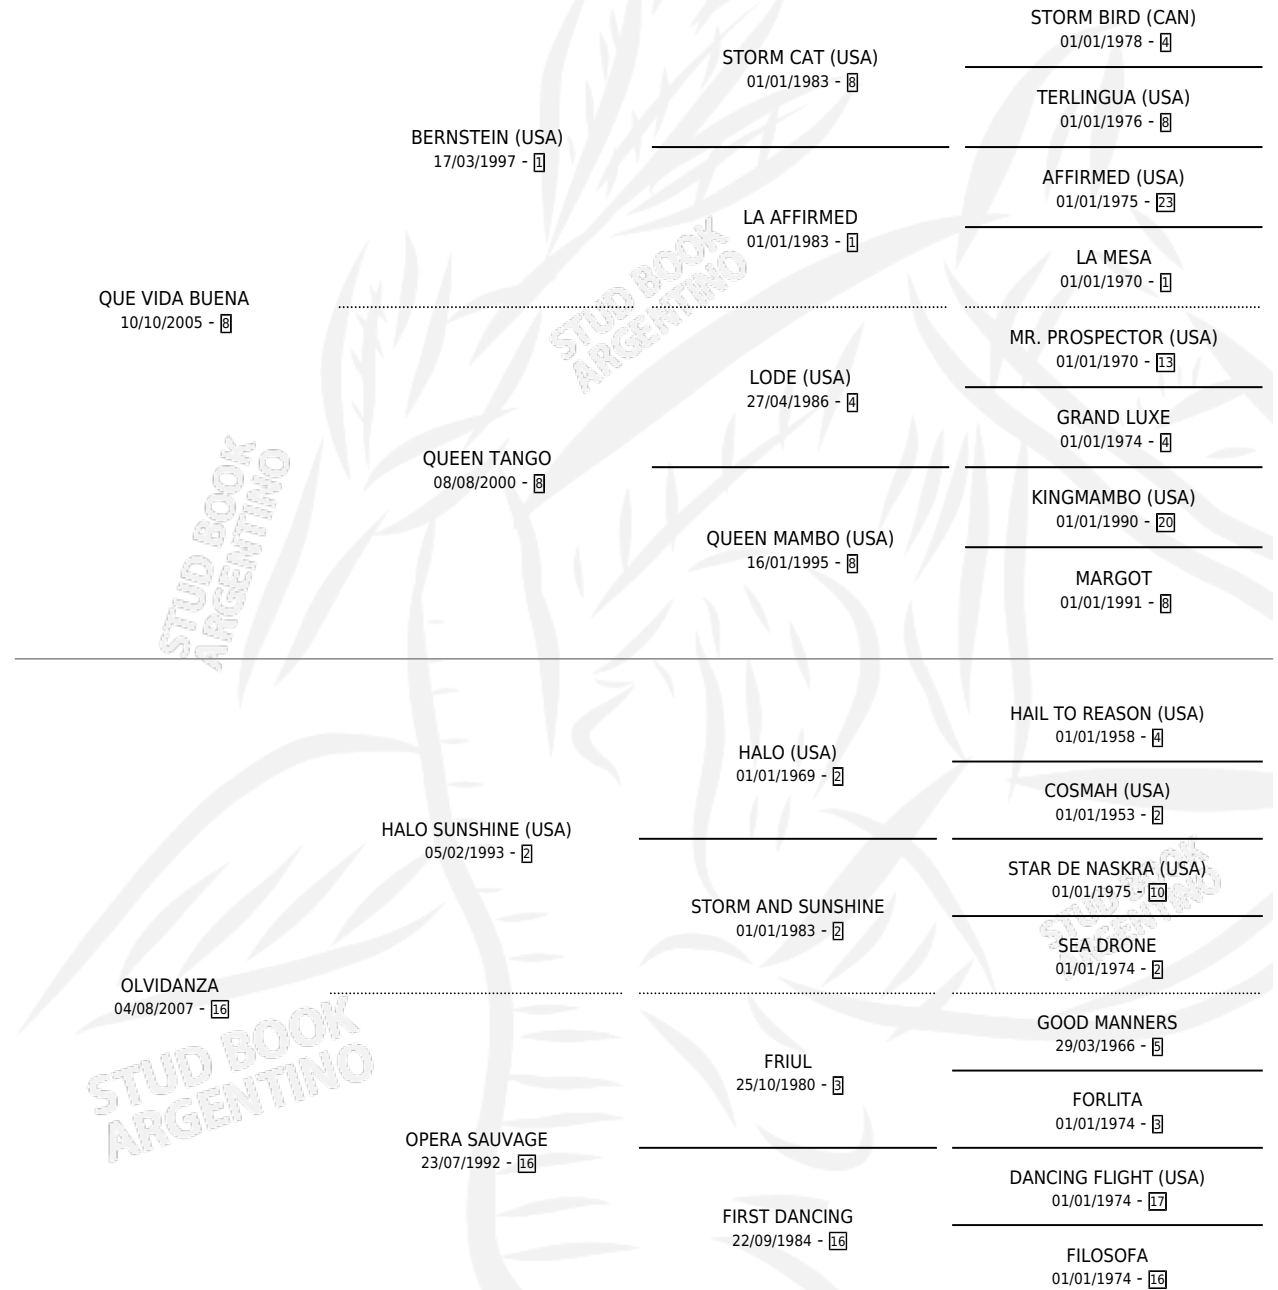 STORM BIRD (CAN)
01/01/1978 - 4
STORM CAT (USA)
01/01/1983 - 8
TERLINGUA (USA)
01/01/1976 - 8
BERNSTEIN (USA)
17/03/1997 - 1
AFFIRMED (USA)
01/01/1975 - 23
LA AFFIRMED
01/01/1983 - 1
LA MESA
01/01/1970 - 1
QUE VIDA BUENA
10/10/2005 - 8
MR. PROSPECTOR (USA)
01/01/1970 - 13
LODE (USA)
27/04/1986 - 4
GRAND LUXE
01/01/1974 - 4
QUEEN TANGO
08/08/2000 - 8
KINGMAMBO (USA)
01/01/1990 - 20
QUEEN MAMBO (USA)
16/01/1995 - 8
MARGOT
01/01/1991 - 8
STUD BOOK
ARGENTINO
STUD BOOK
ARGENTINO
HAIL TO REASON (USA)
01/01/1958 - 4
HALO (USA)
01/01/1969 - 2
COSMAH (USA)
01/01/1953 - 2
HALO SUNSHINE (USA)
05/02/1993 - 2
STAR DE NASKRA (USA)
01/01/1975 - 10
STORM AND SUNSHINE
01/01/1983 - 2
SEA DRONE
01/01/1974 - 2
OLVIDANZA
04/08/2007 - 16
GOOD MANNERS
29/03/1966 - 5
FRIUL
25/10/1980 - 3
FORLITA
01/01/1974 - 3
OPERA SAUVAGE
23/07/1992 - 16
DANCING FLIGHT (USA)
01/01/1974 - 17
FIRST DANCING
22/09/1984 - 16
FILOSOFA
01/01/1974 - 16
STUD BOOK
ARGENTINO
STUD BOOK
ARGENTINO